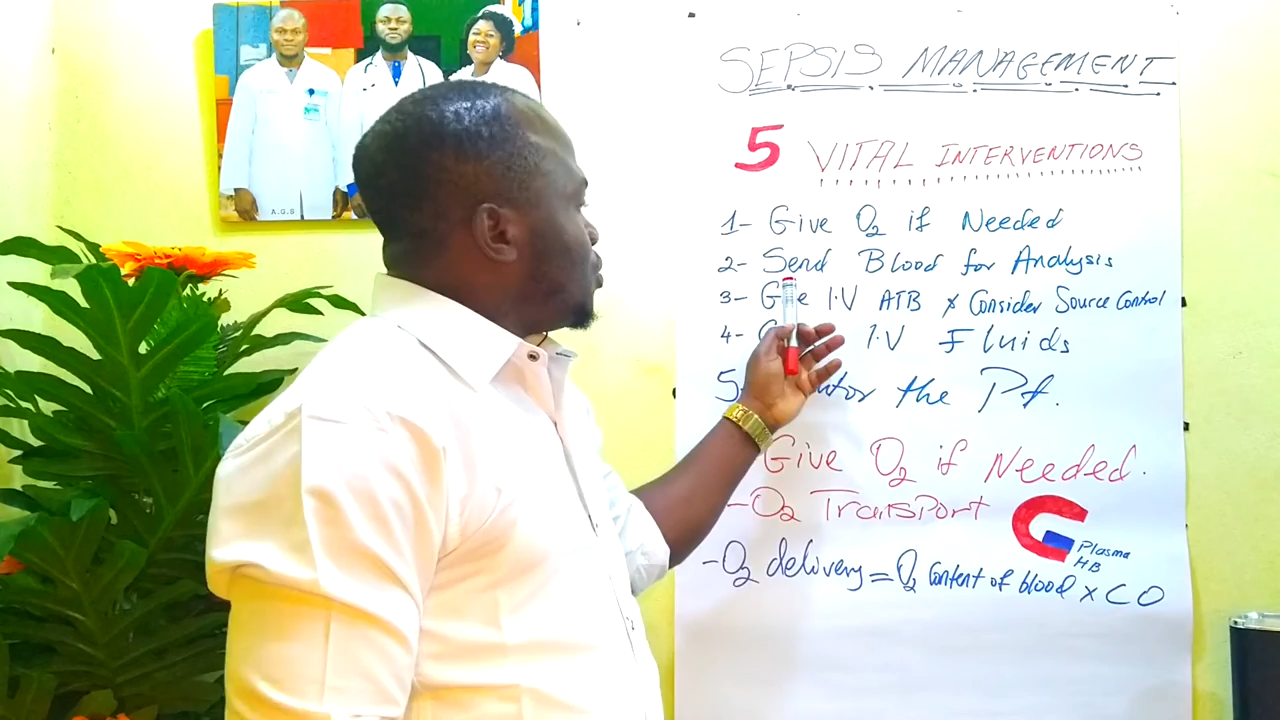 A.G.S
SEPSIS MANAGEMENT
5 VITAL INTERVENTIONS
1- Give O2 if Needed
2- Send Blood for Analysis
3- I.V ATB & Consider Source Control
4- I.V Fluids
5 the Pt.
Give O2 if Needed.
-O2 Transport
Plasma
HB
-O2 delivery = O2 Content of blood x CO